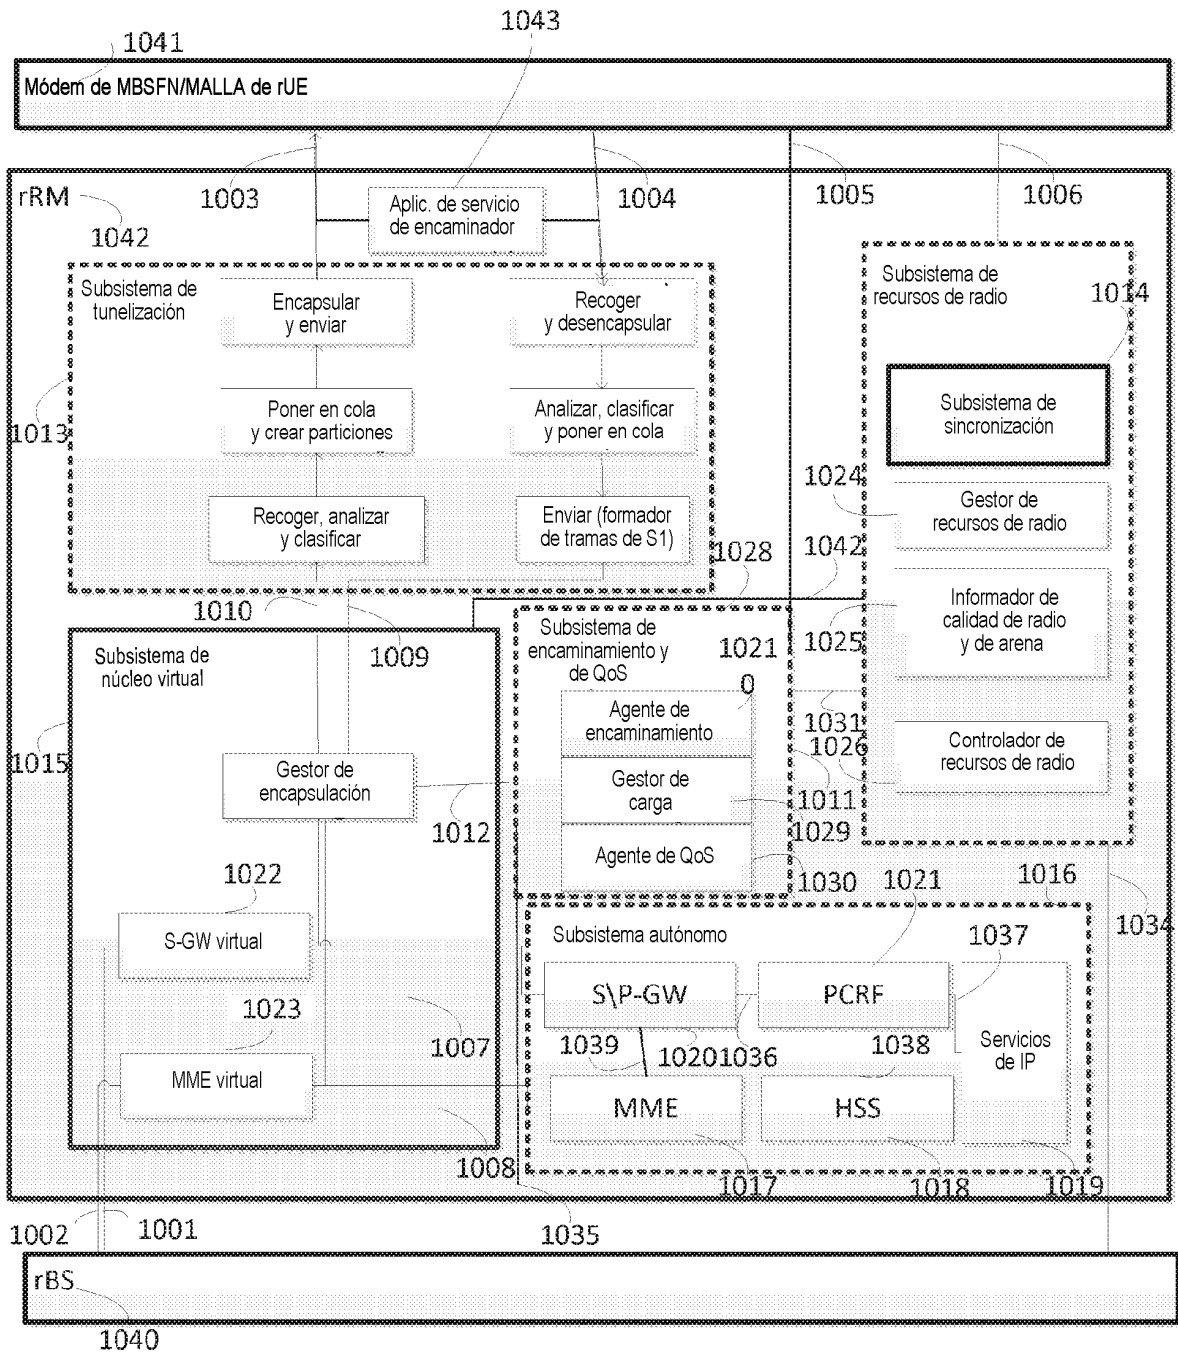 1043
1041
Módem de MBSFN/MALLA de rUE
1003
1004
1005
1006
rRM
1042
Aplic. de servicio
de encaminador
Subsistema de
tunelización
Encapsular
y enviar
Recoger
y desencapsular
Subsistema de
recursos de radio
1014
1013
Poner en cola
y crear particiones
Analizar, clasificar
y poner en cola
Subsistema de
sincronización
1024
Gestor de
recursos de radio
Recoger, analizar
y clasificar
Enviar (formador
de tramas de S1)
1028
1042
1010
1009
Informador de
calidad de radio
y de arena
1025
Subsistema de
núcleo virtual
Subsistema de
encaminamiento y
de QoS
1021
0
Agente de
encaminamiento
1031
1026
Controlador de
recursos de radio
1015
Gestor de
encapsulación
1012
Gestor de
carga
1011
1029
Agente de QoS
1030
1022
S-GW virtual
1021
1016
1034
Subsistema autónomo
1037
S\P-GW
PCRF
1023
1007
1039
1020
1036
1038
Servicios
de IP
MME virtual
MME
HSS
1008
1017
1018
1019
1002
1001
1035
rBS
1040